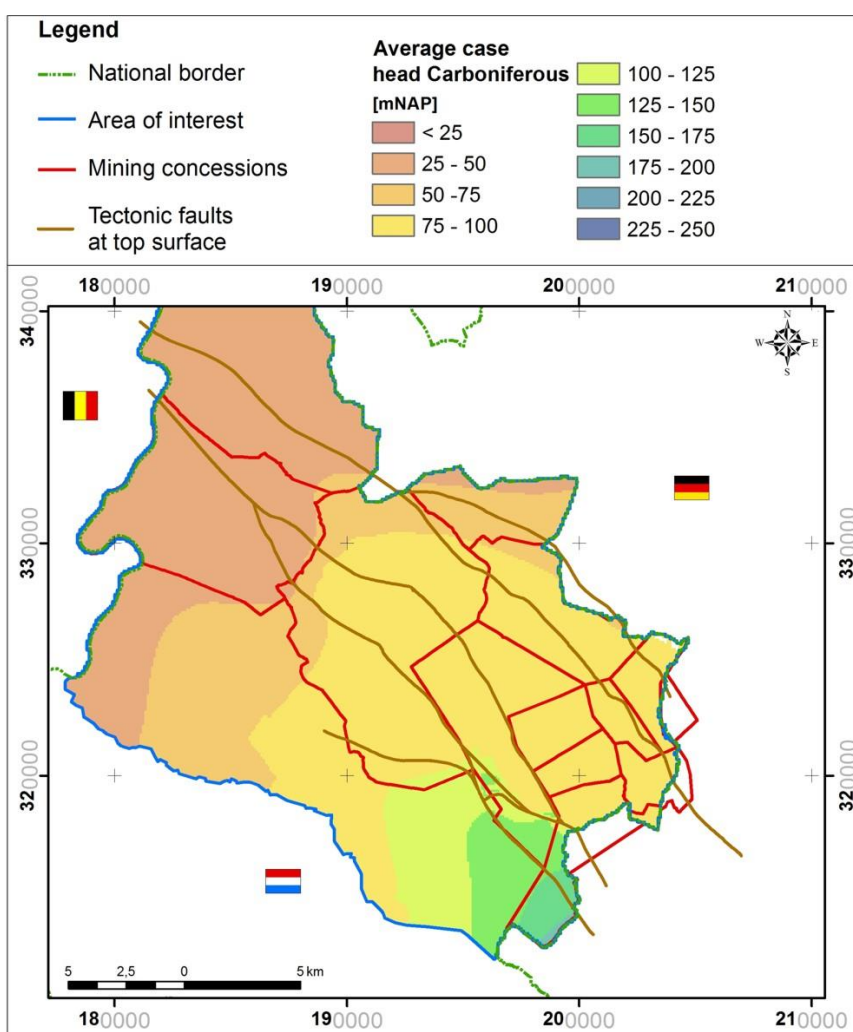 Legend
National border
Area of interest
Mining concessions
Tectonic faults
at top surface
Average case
head Carboniferous
[mNAP]
< 25
25 - 50
50 -75
75 - 100
100 - 125
125 - 150
150 - 175
175 - 200
200 - 225
225 - 250
180000 190000 200000 210000
340000 340000
N
W E
S
330000 330000
320000 320000
5 2,5 0 5 km
180000 190000 200000 210000